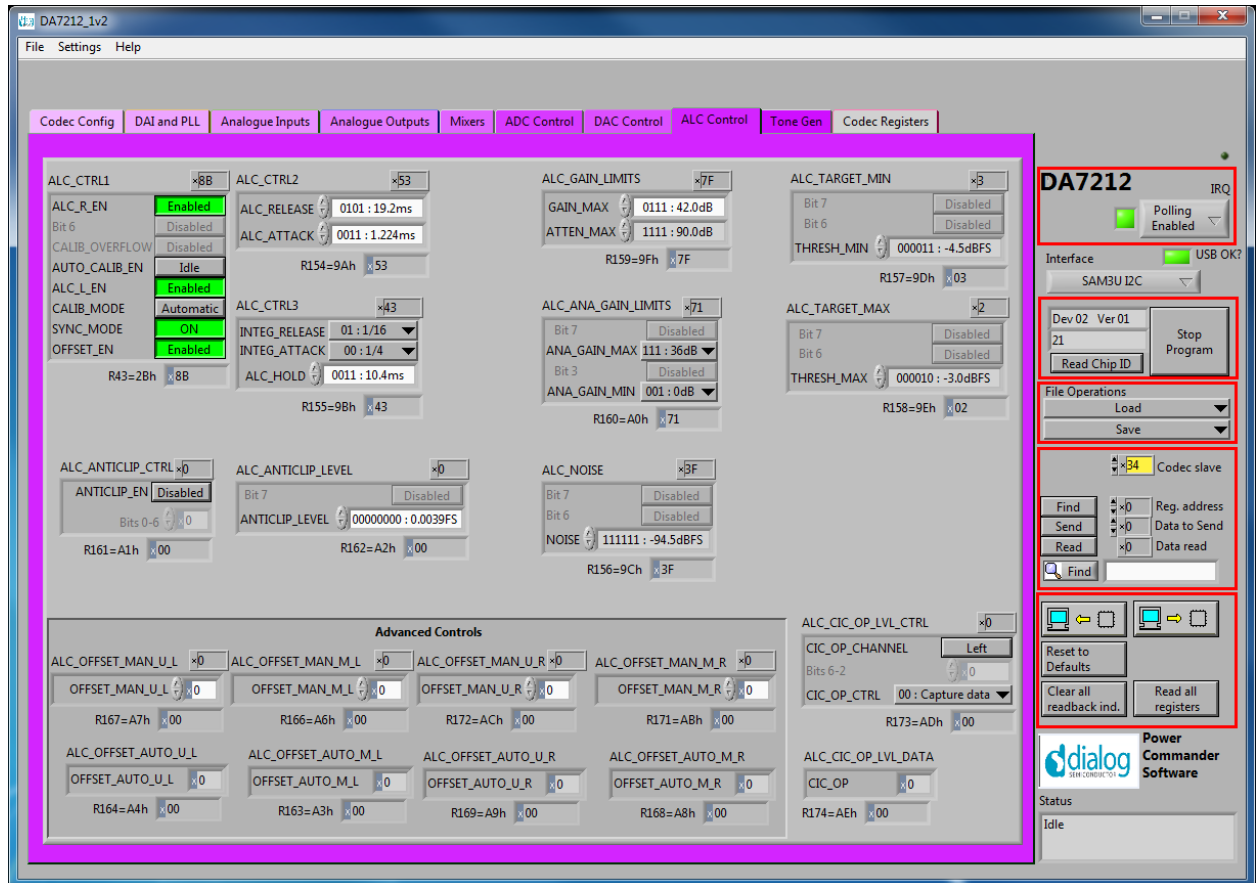 DA7212_1v2
File Settings Help
Codec Config DAI and PLL Analogue Inputs Analogue Outputs Mixers ADC Control DAC Control ALC Control Tone Gen Codec Registers
ALC_CTRL1 x8B
ALC_R_EN Enabled
Bit 6 Disabled
CALIB_OVERFLOW Disabled
AUTO_CALIB_EN Idle
ALC_L_EN Enabled
CALIB_MODE Automatic
SYNC_MODE ON
OFFSET_EN Enabled
R43=2Bh x8B
ALC_CTRL2 x53
ALC_RELEASE 0101 : 19.2ms
ALC_ATTACK 0011 : 1.224ms
R154=9Ah x53
ALC_CTRL3 x43
INTEG_RELEASE 01 : 1/16
INTEG_ATTACK 00 : 1/4
ALC_HOLD 0011 : 10.4ms
R155=9Bh x43
ALC_GAIN_LIMITS x7F
GAIN_MAX 0111 : 42.0dB
ATTEN_MAX 1111 : 90.0dB
R159=9Fh x7F
ALC_ANA_GAIN_LIMITS x71
Bit 7 Disabled
ANA_GAIN_MAX 111 : 36dB
Bit 3 Disabled
ANA_GAIN_MIN 001 : 0dB
R160=A0h x71
ALC_TARGET_MIN x3
Bit 7 Disabled
Bit 6 Disabled
THRESH_MIN 000011 : -4.5dBFS
R157=9Dh x03
ALC_TARGET_MAX x2
Bit 7 Disabled
Bit 6 Disabled
THRESH_MAX 000010 : -3.0dBFS
R158=9Eh x02
ALC_ANTICLIP_CTRL x0
ANTICLIP_EN Disabled
Bits 0-6 x0
R161=A1h x00
ALC_ANTICLIP_LEVEL x0
Bit 7 Disabled
ANTICLIP_LEVEL 00000000 : 0.0039FS
R162=A2h x00
ALC_NOISE x3F
Bit 7 Disabled
Bit 6 Disabled
NOISE 111111 : -94.5dBFS
R156=9Ch x3F
Advanced Controls
ALC_OFFSET_MAN_U_L x0 ALC_OFFSET_MAN_M_L x0 ALC_OFFSET_MAN_U_R x0 ALC_OFFSET_MAN_M_R x0
OFFSET_MAN_U_L x0 OFFSET_MAN_M_L x0 OFFSET_MAN_U_R x0 OFFSET_MAN_M_R x0
R167=A7h x00 R166=A6h x00 R172=ACh x00 R171=ABh x00
ALC_OFFSET_AUTO_U_L ALC_OFFSET_AUTO_M_L ALC_OFFSET_AUTO_U_R ALC_OFFSET_AUTO_M_R
OFFSET_AUTO_U_L x0 OFFSET_AUTO_M_L x0 OFFSET_AUTO_U_R x0 OFFSET_AUTO_M_R x0
R164=A4h x00 R163=A3h x00 R169=A9h x00 R168=A8h x00
ALC_CIC_OP_LVL_CTRL x0
CIC_OP_CHANNEL Left
Bits 6-2 x0
CIC_OP_CTRL 00 : Capture data
R173=ADh x00
ALC_CIC_OP_LVL_DATA
CIC_OP x0
R174=AEh x00
DA7212 IRQ
Polling
Enabled
Interface USB OK?
SAM3U I2C
Dev 02 Ver 01
21
Read Chip ID
Stop
Program
File Operations
Load
Save
x34 Codec slave
Find x0 Reg. address
Send x0 Data to Send
Read x0 Data read
Find
Reset to
Defaults
Clear all
readback ind.
Read all
registers
dialog
SEMICONDUCTOR
Power
Commander
Software
Status
Idle